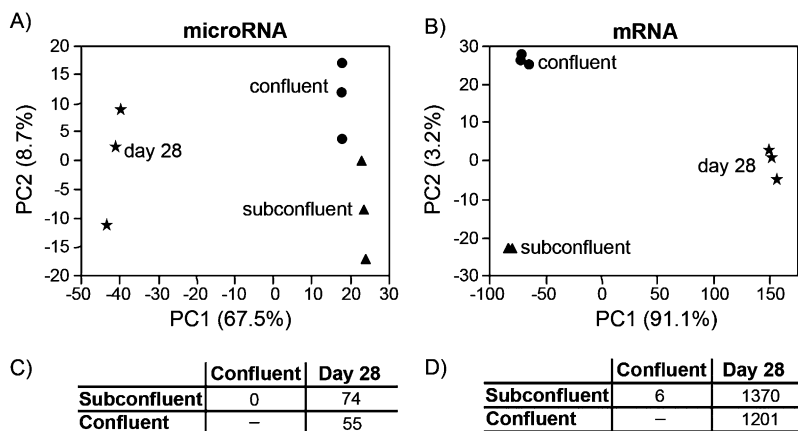 A)
microRNA
20
15
10
5
0
-5
-10
-15
-20
PC2 (8.7%)
confluent
day 28
subconfluent
-50 -40 -30 -20 -10 0 10 20 30
PC1 (67.5%)
B)
mRNA
30
20
10
0
-10
-20
-30
PC2 (3.2%)
confluent
day 28
subconfluent
-100 -50 0 50 100 150
PC1 (91.1%)
C)
Confluent Day 28
Subconfluent 0 74
Confluent – 55
D)
Confluent Day 28
Subconfluent 6 1370
Confluent – 1201